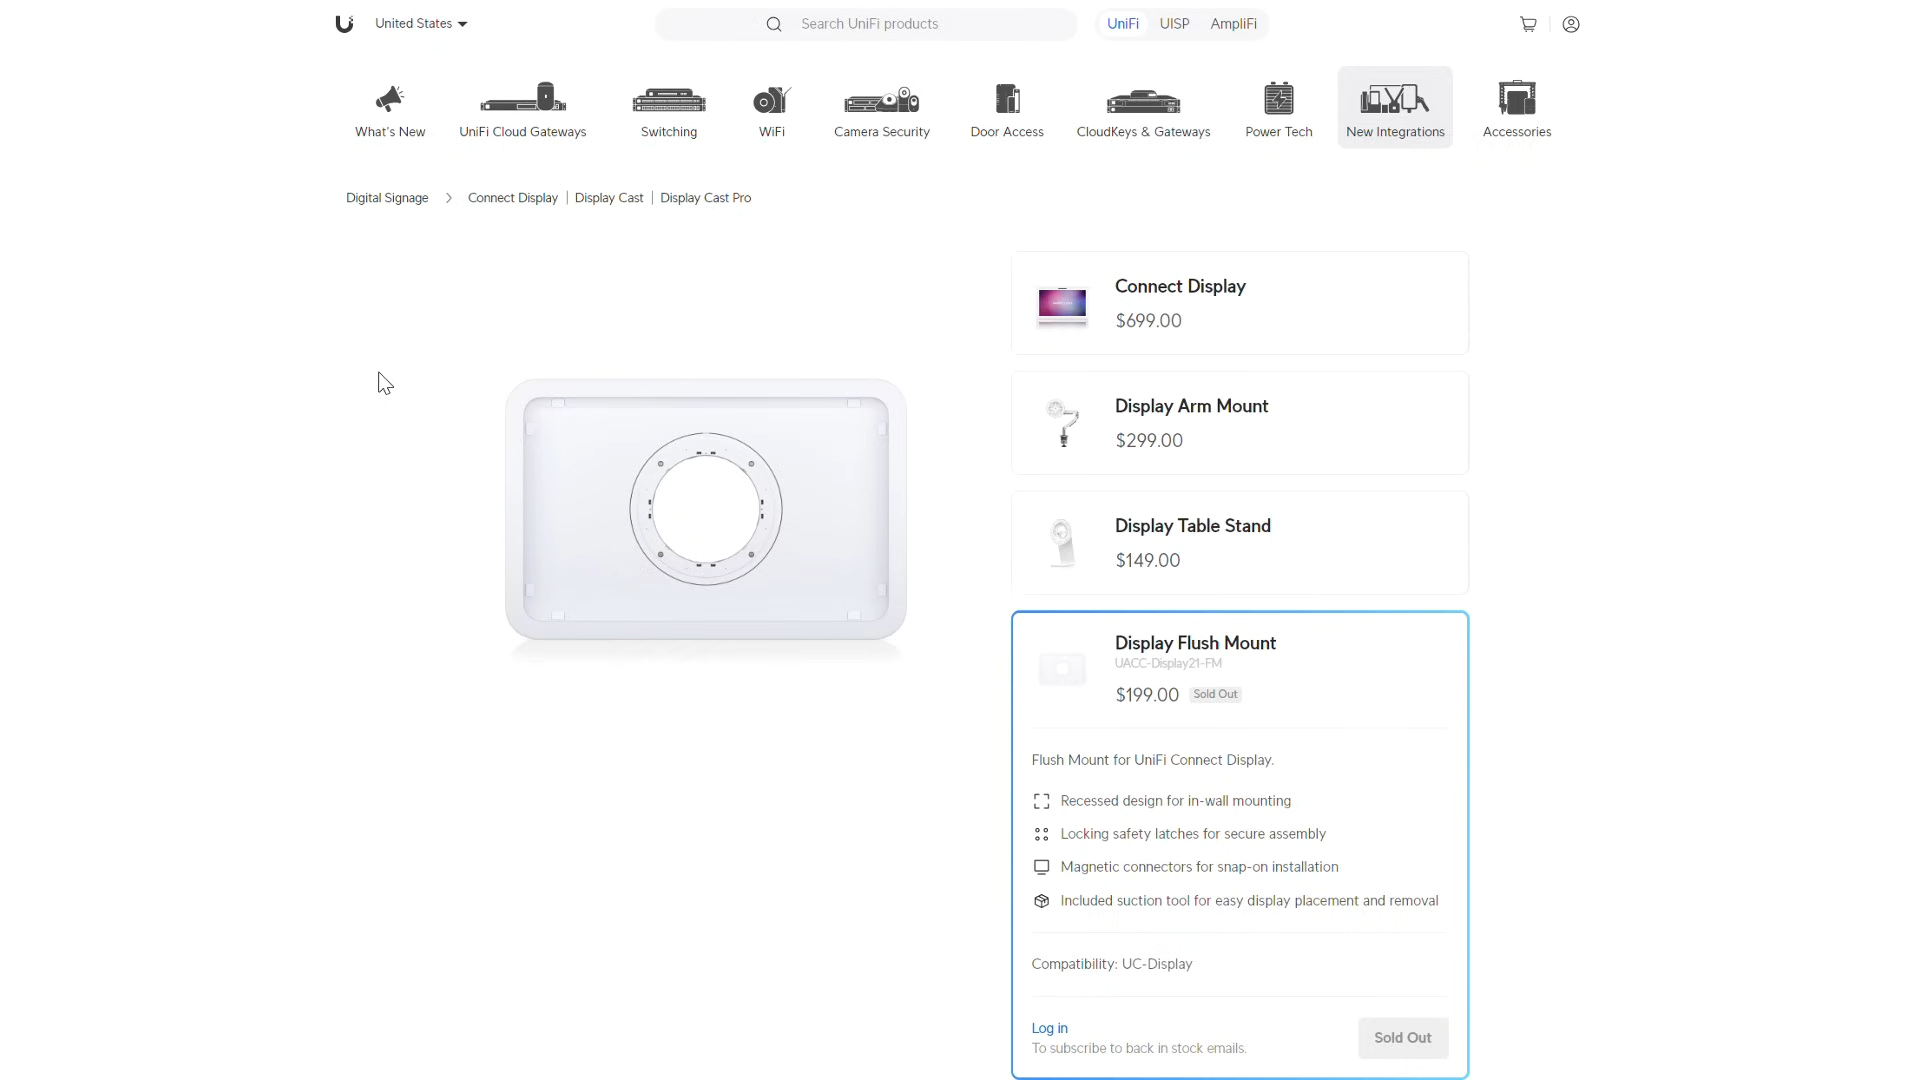 United States
Search UniFi products
UniFi UISP AmpliFi
What's New
UniFi Cloud Gateways
Switching
WiFi
Camera Security
Door Access
CloudKeys & Gateways
Power Tech
New Integrations
Accessories
Digital Signage > Connect Display | Display Cast | Display Cast Pro
Connect Display
$699.00
Display Arm Mount
$299.00
Display Table Stand
$149.00
Display Flush Mount
UACC-Display21-FM
$199.00 Sold Out
Flush Mount for UniFi Connect Display.
Recessed design for in-wall mounting
Locking safety latches for secure assembly
Magnetic connectors for snap-on installation
Included suction tool for easy display placement and removal
Compatibility: UC-Display
Log in
To subscribe to back in stock emails.
Sold Out